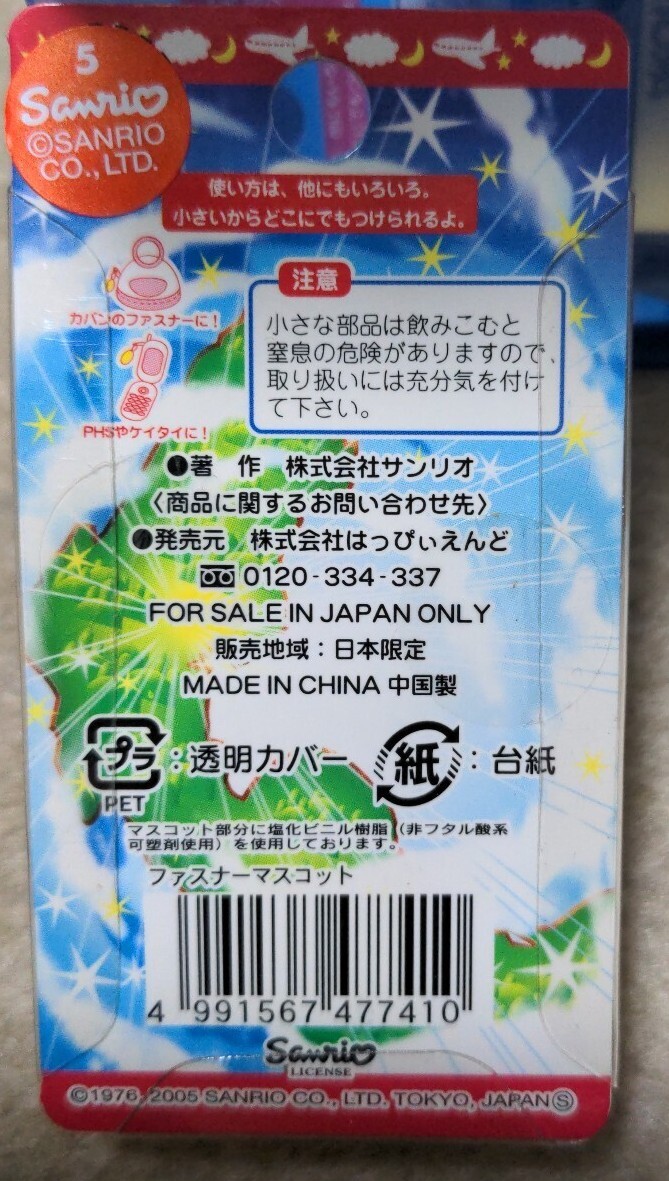 5
Sanrio
©SANRIO
CO., LTD.
使い方は、他にもいろいろ。
小さいからどこにでもつけられるよ。
カバンのファスナーに！
PHSやケイタイに！
注意
小さな部品は飲みこむと
窒息の危険がありますので、
取り扱いには充分気を付け
て下さい。
●著　作　株式会社サンリオ
〈商品に関するお問い合わせ先〉
●発売元　株式会社はっぴぃえんど
0120-334-337
FOR SALE IN JAPAN ONLY
販売地域：日本限定
MADE IN CHINA 中国製
プラ：透明カバー　紙：台紙
PET
マスコット部分に塩化ビニル樹脂（非フタル酸系
可塑剤使用）を使用しております。
ファスナーマスコット
4 991567 477410
Sanrio
LICENSE
©1976, 2005 SANRIO CO., LTD. TOKYO, JAPAN Ⓢ